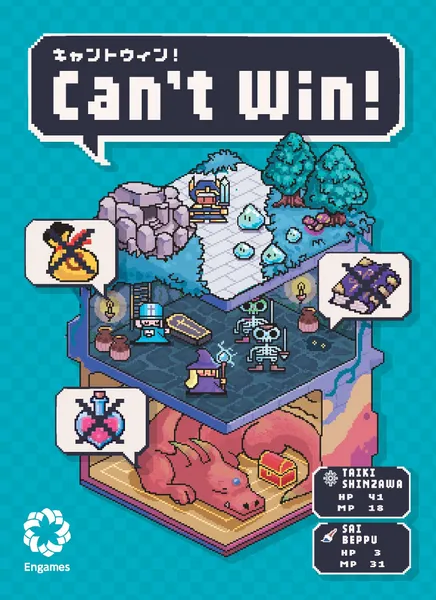 キャントウィン!
Can't Win!
TAIKI
SHINZAWA
HP 41
MP 18
SAI
BEPPU
HP 3
MP 31
Engames